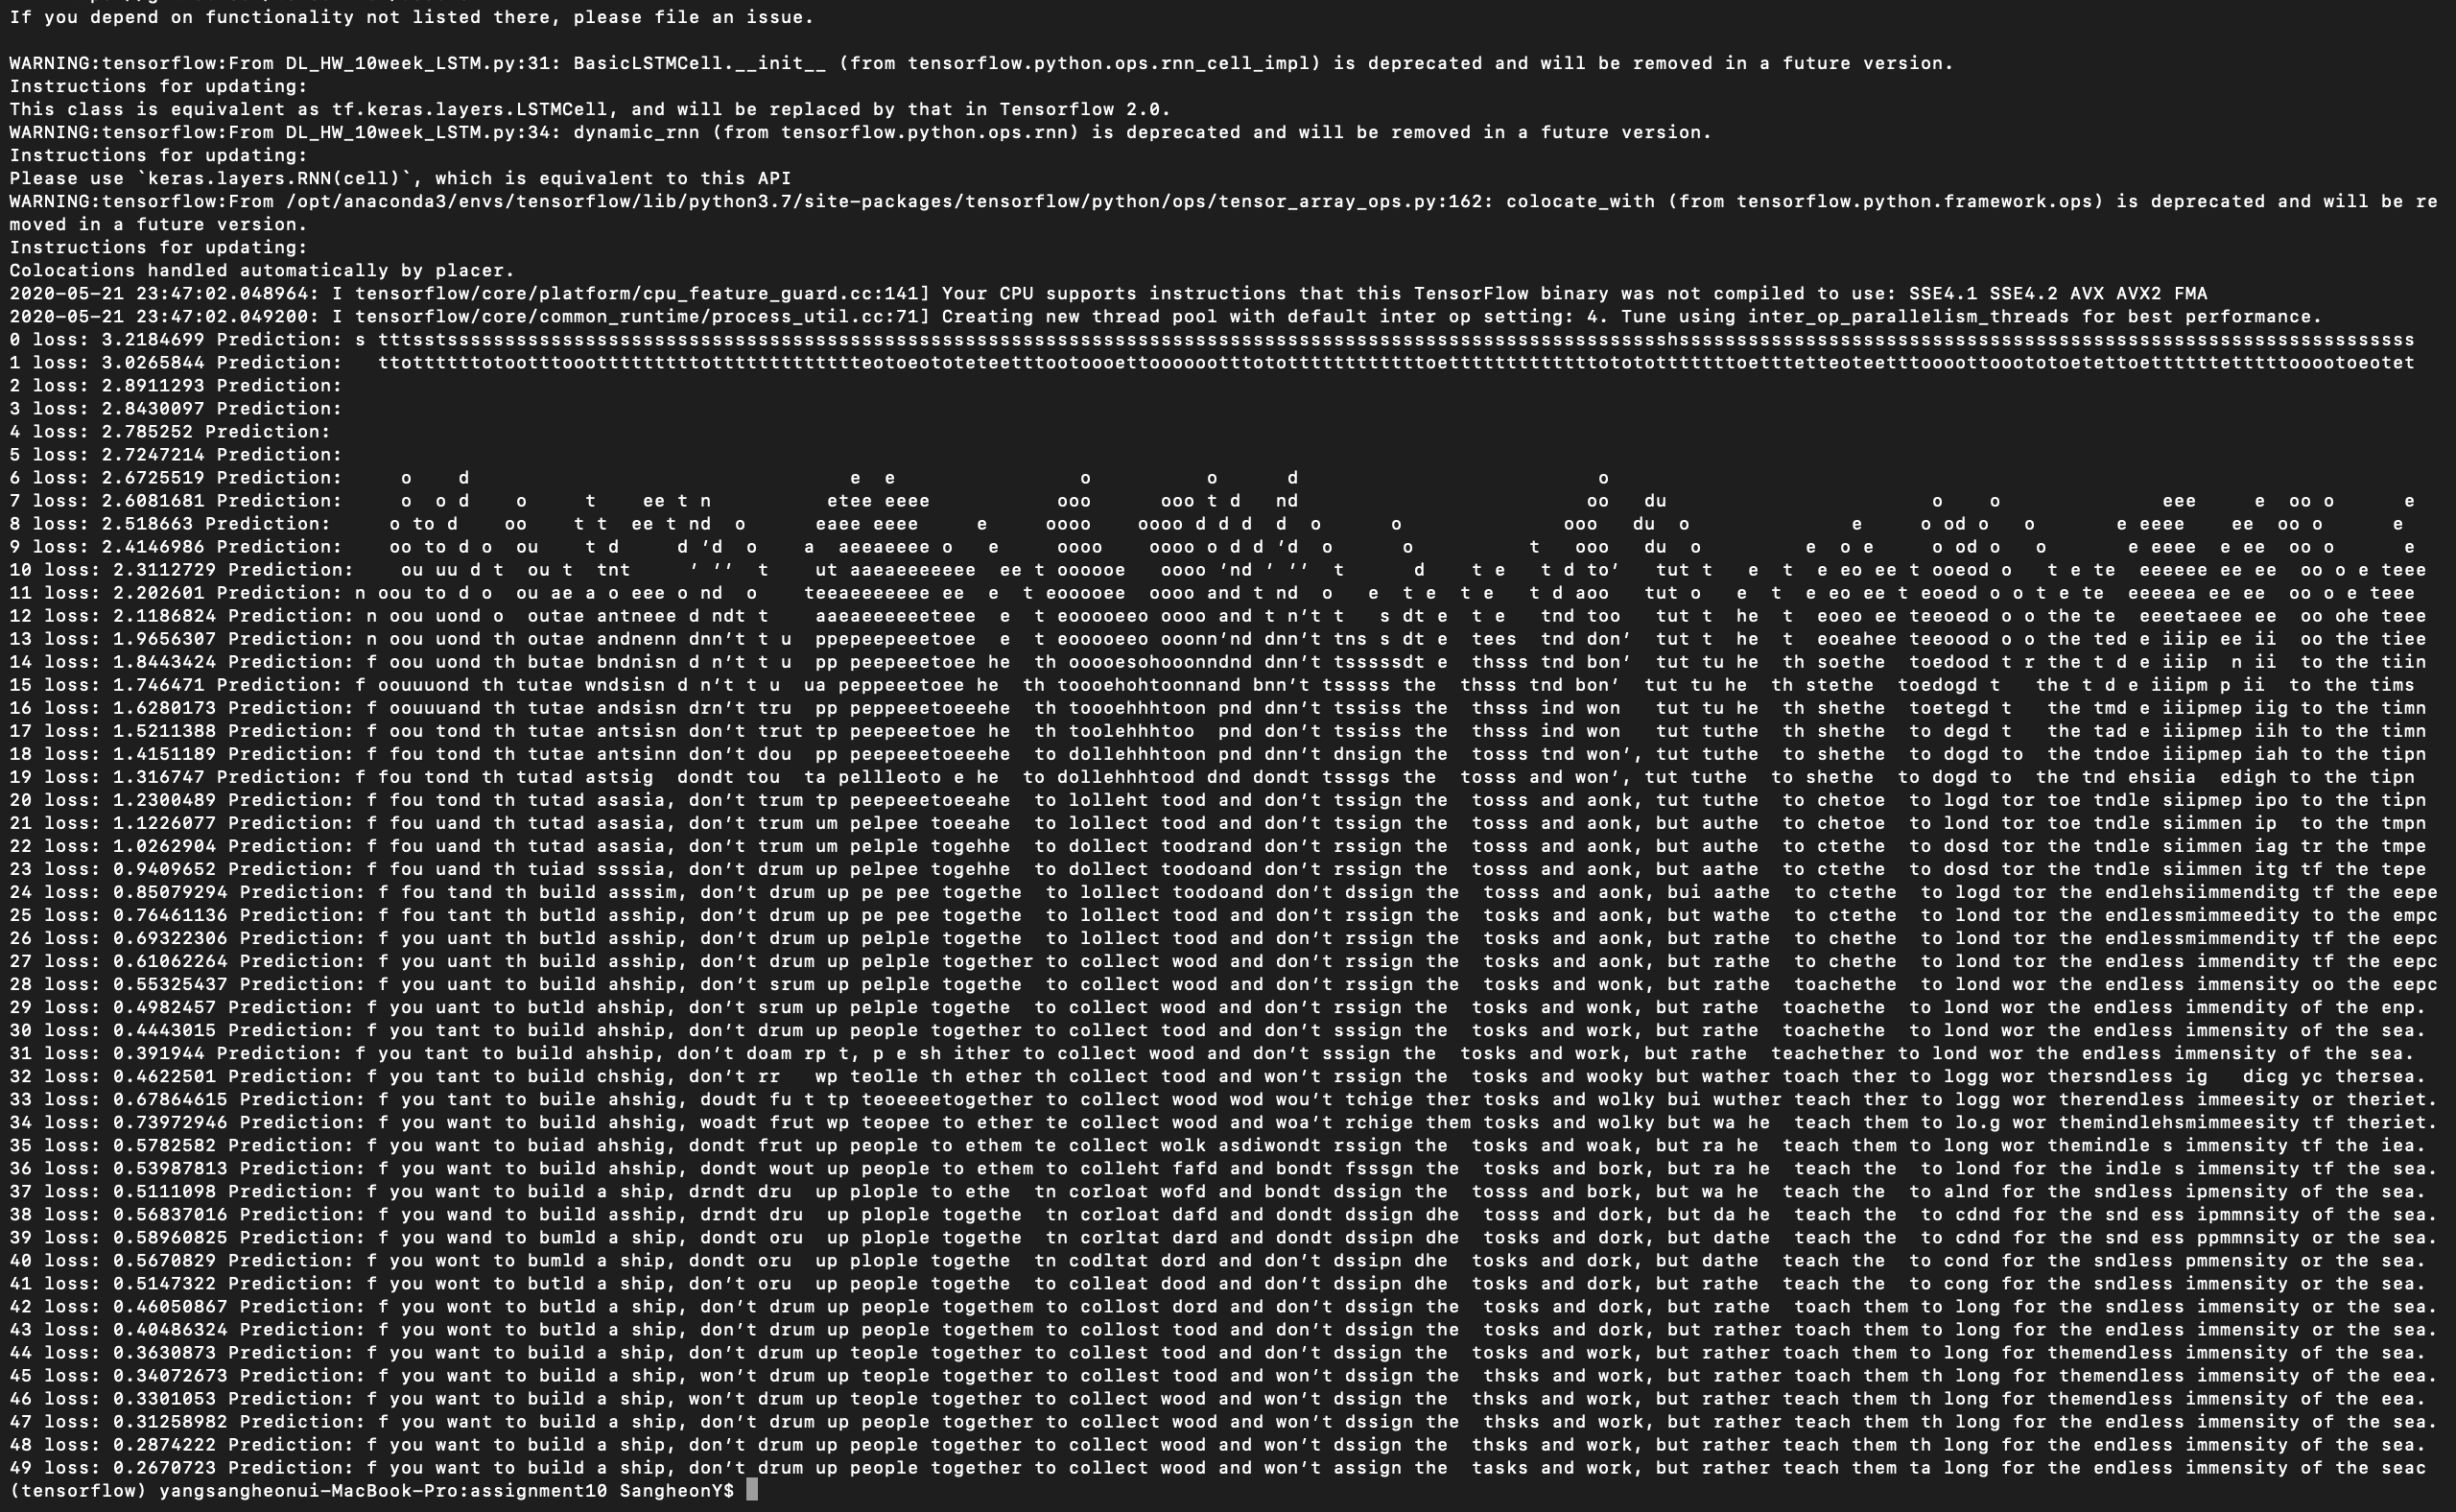 If you depend on functionality not listed there, please file an issue.

WARNING:tensorflow:From DL_HW_10week_LSTM.py:31: BasicLSTMCell.__init__ (from tensorflow.python.ops.rnn_cell_impl) is deprecated and will be removed in a future version.
Instructions for updating:
This class is equivalent as tf.keras.layers.LSTMCell, and will be replaced by that in Tensorflow 2.0.
WARNING:tensorflow:From DL_HW_10week_LSTM.py:34: dynamic_rnn (from tensorflow.python.ops.rnn) is deprecated and will be removed in a future version.
Instructions for updating:
Please use `keras.layers.RNN(cell)`, which is equivalent to this API
WARNING:tensorflow:From /opt/anaconda3/envs/tensorflow/lib/python3.7/site-packages/tensorflow/python/ops/tensor_array_ops.py:162: colocate_with (from tensorflow.python.framework.ops) is deprecated and will be re
moved in a future version.
Instructions for updating:
Colocations handled automatically by placer.
2020-05-21 23:47:02.048964: I tensorflow/core/platform/cpu_feature_guard.cc:141] Your CPU supports instructions that this TensorFlow binary was not compiled to use: SSE4.1 SSE4.2 AVX AVX2 FMA
2020-05-21 23:47:02.049200: I tensorflow/core/common_runtime/process_util.cc:71] Creating new thread pool with default inter op setting: 4. Tune using inter_op_parallelism_threads for best performance.
0 loss: 3.2184699 Prediction: s
1 loss: 3.0265844 Prediction:
2 loss: 2.8911293 Prediction:
3 loss: 2.8430097 Prediction:
4 loss: 2.785252 Prediction:
5 loss: 2.7247214 Prediction:
6 loss: 2.6725519 Prediction:     o    d                                 e  e                o          o      d                          o
7 loss: 2.6081681 Prediction:     o  o d    o     t    ee t n          etee eeee           ooo      ooo t d   nd                         oo   du                       o    o              eee     e  oo o      e
8 loss: 2.518663 Prediction:     o to d    oo    t t  ee t nd  o      eaee eeee     e     oooo    oooo d d d  d  o      o              ooo   du  o              e     o od o   o       e eeee    ee  oo o      e
9 loss: 2.4146986 Prediction:    oo to d o  ou    t d     d ’d  o    a  aeeaeeee o   e     oooo    oooo o d d ’d  o      o          t   ooo   du  o         e  o e     o od o   o       e eeee  e ee  oo o      e
10 loss: 2.3112729 Prediction:    ou uu d t  ou t  tnt     ’ ’’  t    ut aaeaeeeeeee  ee t oooooe   oooo ’nd ’ ’’  t      d    t e   t d to’   tut t   e  t  e eo ee t ooeod o   t e te  eeeeee ee ee  oo o e teee
11 loss: 2.202601 Prediction: n oou to d o  ou ae a o eee o nd  o    teeaeeeeeee ee  e  t eooooee  oooo and t nd  o   e  t e  t e   t d aoo   tut o   e  t  e eo ee t eoeod o o t e te  eeeeea ee ee  oo o e teee
12 loss: 2.1186824 Prediction: n oou uond o  outae antneee d ndt t    aaeaeeeeeeteee  e  t eooooeeo oooo and t n’t t   s dt e  t e   tnd too   tut t  he  t  eoeo ee teeoeod o o the te  eeeetaeee ee  oo ohe teee
13 loss: 1.9656307 Prediction: n oou uond th outae andnenn dnn’t t u  ppepeepeeetoee  e  t eooooeeo ooonn’nd dnn’t tns s dt e  tees  tnd don’  tut t  he  t  eoeahee teeoood o o the ted e iiip ee ii  oo the tiee
14 loss: 1.8443424 Prediction: f oou uond th butae bndnisn d n’t t u  pp peepeeetoee he  th ooooesohooonndnd dnn’t tsssssdt e  thsss tnd bon’  tut tu he  th soethe  toedood t r the t d e iiip  n ii  to the tiin
15 loss: 1.746471 Prediction: f oouuuond th tutae wndsisn d n’t t u  ua peppeeetoee he  th toooehohtoonnand bnn’t tsssss the  thsss tnd bon’  tut tu he  th stethe  toedogd t   the t d e iiipm p ii  to the tims
16 loss: 1.6280173 Prediction: f oouuuand th tutae andsisn drn’t tru  pp peppeeetoeeehe  th toooehhhtoon pnd dnn’t tssiss the  thsss ind won   tut tu he  th shethe  toetegd t   the tmd e iiipmep iig to the timn
17 loss: 1.5211388 Prediction: f oou tond th tutae antsisn don’t trut tp peepeeetoee he  th toolehhhtoo  pnd don’t tssiss the  thsss ind won   tut tuthe  th shethe  to degd t   the tad e iiipmep iih to the timn
18 loss: 1.4151189 Prediction: f fou tond th tutae antsinn don’t dou  pp peepeeetoeeehe  to dollehhhtoon pnd dnn’t dnsign the  tosss tnd won’, tut tuthe  to shethe  to dogd to  the tndoe iiipmep iah to the tipn
19 loss: 1.316747 Prediction: f fou tond th tutad astsig  dondt tou  ta pellleoto e he  to dollehhhtood dnd dondt tsssgs the  tosss and won’, tut tuthe  to shethe  to dogd to  the tnd ehsiia  edigh to the tipn
20 loss: 1.2300489 Prediction: f fou tond th tutad asasia, don’t trum tp peepeeetoeeahe  to lolleht tood and don’t tssign the  tosss and aonk, tut tuthe  to chetoe  to logd tor toe tndle siipmep ipo to the tipn
21 loss: 1.1226077 Prediction: f fou uand th tutad asasia, don’t trum um pelpee toeeahe  to lollect tood and don’t tssign the  tosss and aonk, but authe  to chetoe  to lond tor toe tndle siimmen ip  to the tmpn
22 loss: 1.0262904 Prediction: f fou uand th tutad asasia, don’t trum um pelple togehhe  to dollect toodrand don’t rssign the  tosss and aonk, but authe  to ctethe  to dosd tor the tndle siimmen iag tr the tmpe
23 loss: 0.9409652 Prediction: f fou uand th tuiad ssssia, don’t drum up pelpee togehhe  to dollect toodoand don’t rssign the  tosss and aonk, but aathe  to ctethe  to dosd tor the tndle siimmen itg tf the tepe
24 loss: 0.85079294 Prediction: f fou tand th build asssim, don’t drum up pe pee togethe  to lollect toodoand don’t dssign the  tosss and aonk, bui aathe  to ctethe  to logd tor the endlehsiimmenditg tf the eepe
25 loss: 0.76461136 Prediction: f fou tant th butld asship, don’t drum up pe pee togethe  to lollect tood and don’t rssign the  tosks and aonk, but wathe  to ctethe  to lond tor the endlessmimmeedity to the empc
26 loss: 0.69322306 Prediction: f you uant th butld asship, don’t drum up pelple togethe  to lollect tood and don’t rssign the  tosks and aonk, but rathe  to chethe  to lond tor the endlessmimmendity tf the eepc
27 loss: 0.61062264 Prediction: f you uant th build asship, don’t drum up pelple together to collect wood and don’t rssign the  tosks and aonk, but rathe  to chethe  to lond tor the endless immendity tf the eepc
28 loss: 0.55325437 Prediction: f you uant to build ahship, don’t srum up pelple togethe  to collect wood and don’t rssign the  tosks and wonk, but rathe  toachethe  to lond wor the endless immensity oo the eepc
29 loss: 0.4982457 Prediction: f you uant to butld ahship, don’t srum up pelple togethe  to collect wood and don’t rssign the  tosks and wonk, but rathe  toachethe  to lond wor the endless immendity of the enp.
30 loss: 0.4443015 Prediction: f you tant to build ahship, don’t drum up people together to collect tood and don’t sssign the  tosks and work, but rathe  toachethe  to lond wor the endless immensity of the sea.
31 loss: 0.391944 Prediction: f you tant to build ahship, don’t doam rp t, p e sh ither to collect wood and don’t sssign the  tosks and work, but rathe  teachether to lond wor the endless immensity of the sea.
32 loss: 0.4622501 Prediction: f you tant to build chshig, don’t rr   wp teolle th ether th collect tood and won’t rssign the  tosks and wooky but wather toach ther to logg wor thersndless ig   dicg yc thersea.
33 loss: 0.67864615 Prediction: f you tant to buile ahshig, doudt fu t tp teoeeeetogether to collect wood wod wou’t tchige ther tosks and wolky bui wuther teach ther to logg wor therendless immeesity or theriet.
34 loss: 0.73972946 Prediction: f you want to build ahshig, woadt frut wp teopee to ether te collect wood and woa’t rchige them tosks and wolky but wa he  teach them to lo.g wor themindlehsmimmeesity tf theriet.
35 loss: 0.5782582 Prediction: f you want to buiad ahshig, dondt frut up people to ethem te collect wolk asdiwondt rssign the  tosks and woak, but ra he  teach them to long wor themindle s immensity tf the iea.
36 loss: 0.53987813 Prediction: f you want to build ahship, dondt wout up people to ethem to colleht fafd and bondt fsssgn the  tosks and bork, but ra he  teach the  to lond for the indle s immensity tf the sea.
37 loss: 0.5111098 Prediction: f you want to build a ship, drndt dru  up plople to ethe  tn corloat wofd and bondt dssign the  tosss and bork, but wa he  teach the  to alnd for the sndless ipmensity of the sea.
38 loss: 0.56837016 Prediction: f you wand to build asship, drndt dru  up plople togethe  tn corloat dafd and dondt dssign dhe  tosss and dork, but da he  teach the  to cdnd for the snd ess ipmmnsity of the sea.
39 loss: 0.58960825 Prediction: f you wand to bumld a ship, dondt oru  up plople togethe  tn corltat dard and dondt dssipn dhe  tosss and dork, but dathe  teach the  to cdnd for the snd ess ppmmnsity or the sea.
40 loss: 0.5670829 Prediction: f you wont to bumld a ship, dondt oru  up plople togethe  tn codltat dord and don’t dssipn dhe  tosks and dork, but dathe  teach the  to cond for the sndless pmmensity or the sea.
41 loss: 0.5147322 Prediction: f you wont to butld a ship, don’t oru  up people togethe  to colleat dood and don’t dssipn dhe  tosks and dork, but rathe  teach the  to cong for the sndless immensity or the sea.
42 loss: 0.46050867 Prediction: f you wont to butld a ship, don’t drum up people togethem to collost dord and don’t dssign the  tosks and dork, but rathe  toach them to long for the sndless immensity or the sea.
43 loss: 0.40486324 Prediction: f you wont to butld a ship, don’t drum up people togethem to collost tood and don’t dssign the  tosks and dork, but rather toach them to long for the endless immensity or the sea.
44 loss: 0.3630873 Prediction: f you want to build a ship, don’t drum up teople together to collest tood and don’t dssign the  tosks and work, but rather toach them to long for themendless immensity of the sea.
45 loss: 0.34072673 Prediction: f you want to build a ship, won’t drum up teople together to collest tood and won’t dssign the  thsks and work, but rather toach them th long for themendless immensity of the eea.
46 loss: 0.3301053 Prediction: f you want to build a ship, won’t drum up teople together to collect wood and won’t dssign the  thsks and work, but rather teach them th long for themendless immensity of the eea.
47 loss: 0.31258982 Prediction: f you want to build a ship, don’t drum up people together to collect wood and won’t dssign the  thsks and work, but rather teach them th long for the endless immensity of the sea.
48 loss: 0.2874222 Prediction: f you want to build a ship, don’t drum up people together to collect wood and won’t dssign the  thsks and work, but rather teach them th long for the endless immensity of the sea.
49 loss: 0.2670723 Prediction: f you want to build a ship, don’t drum up people together to collect wood and won’t assign the  tasks and work, but rather teach them ta long for the endless immensity of the seac
(tensorflow) yangsangheonui-MacBook-Pro:assignment10 SangheonY$